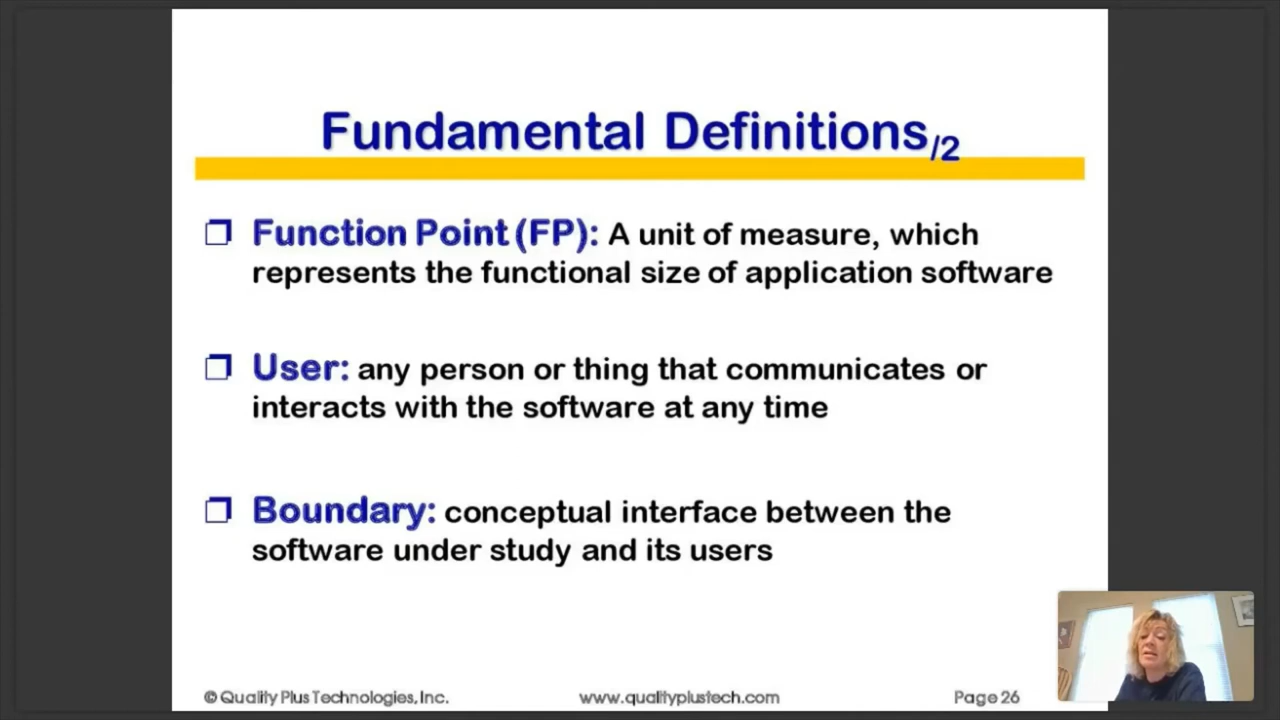 Fundamental Definitions/2
❐ Function Point (FP): A unit of measure, which
represents the functional size of application software
❐ User: any person or thing that communicates or
interacts with the software at any time
❐ Boundary: conceptual interface between the
software under study and its users
© Quality Plus Technologies, Inc.
www.qualityplustech.com
Page 26